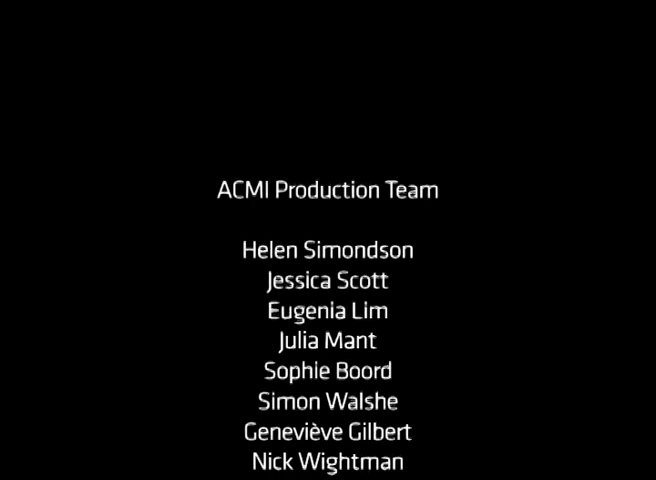 ACMI Production Team
Helen Simondson
Jessica Scott
Eugenia Lim
Julia Mant
Sophie Boord
Simon Walshe
Geneviève Gilbert
Nick Wightman